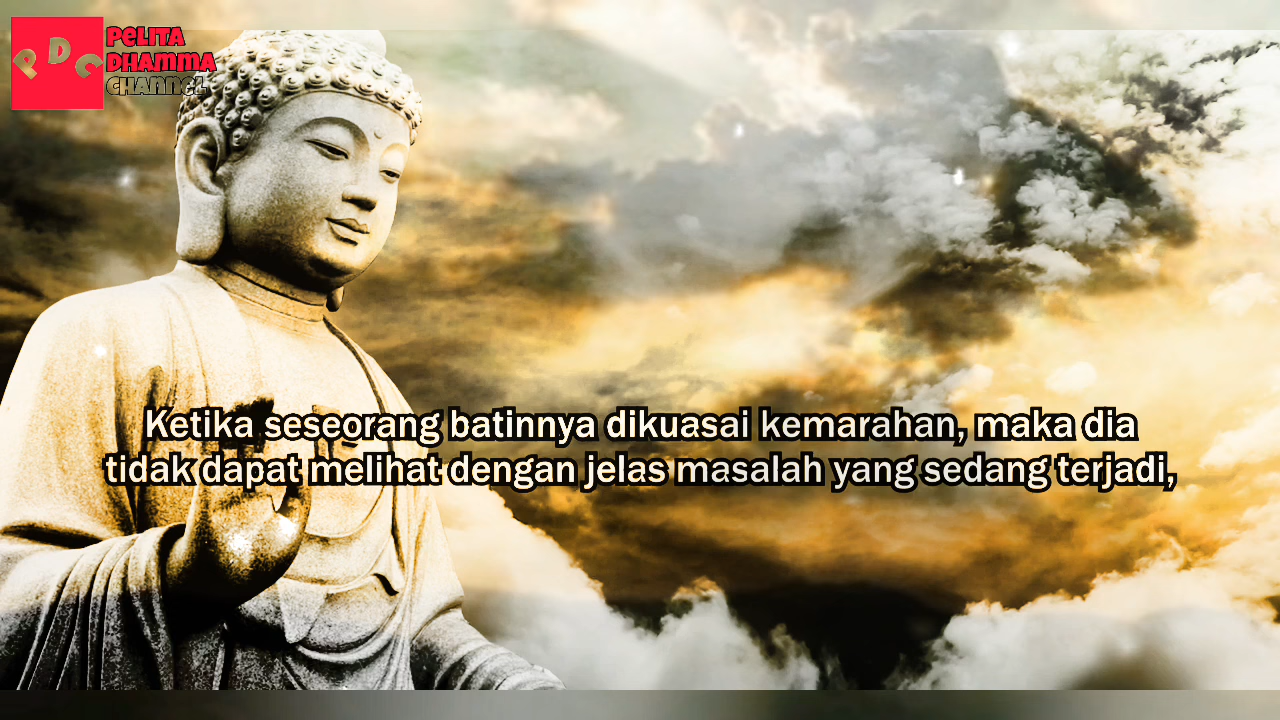 PDC
PELITA
DHAMMA
CHANNEL
Ketika seseorang batinnya dikuasai kemarahan, maka dia
tidak dapat melihat dengan jelas masalah yang sedang terjadi,